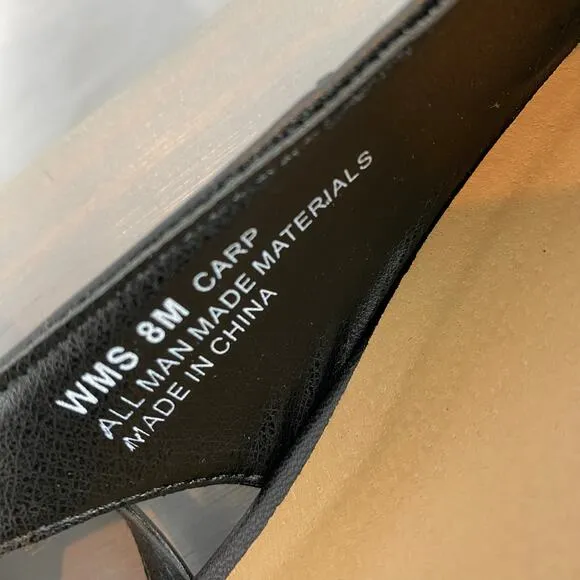 WMS 8M CARP
ALL MAN MADE MATERIALS
MADE IN CHINA